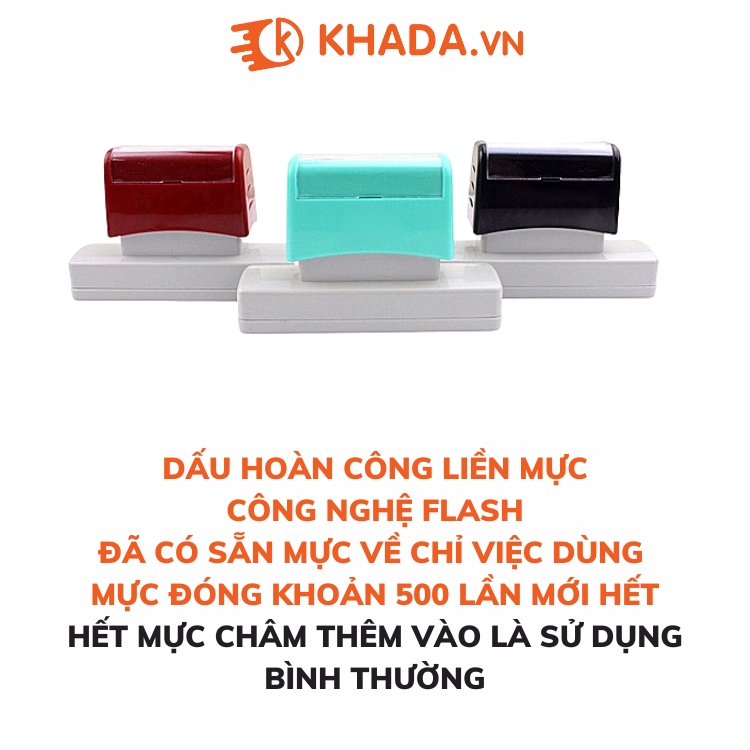 KHADA.VN
DẤU HOÀN CÔNG LIỀN MỰC
CÔNG NGHỆ FLASH
ĐÃ CÓ SẴN MỰC VỀ CHỈ VIỆC DÙNG
MỰC ĐÓNG KHOẢN 500 LẦN MỚI HẾT
HẾT MỰC CHÂM THÊM VÀO LÀ SỬ DỤNG
BÌNH THƯỜNG